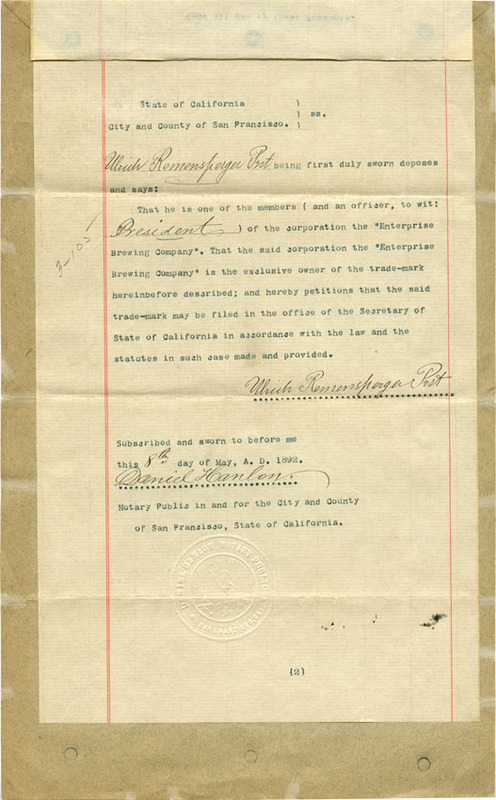 State of California )
) ss.
City and County of San Francisco. )
Ulrich Remensperger Prst being first duly sworn deposes
and says:
That he is one of the members ( and an officer, to wit:
President ) of the corporation the "Enterprise
Brewing Company". That the said corporation the "Enterprise
Brewing Company" is the exclusive owner of the trade-mark
hereinbefore described; and hereby petitions that the said
trade-mark may be filed in the office of the Secretary of
State of California in accordance with the law and the
statutes in such case made and provided.
Ulrich Remensperger Prst
Subscribed and sworn to before me
this 8th day of May, A. D. 1892.
Daniel Hanlon.
Notary Public in and for the City and County
of San Francisco, State of California.
(2)